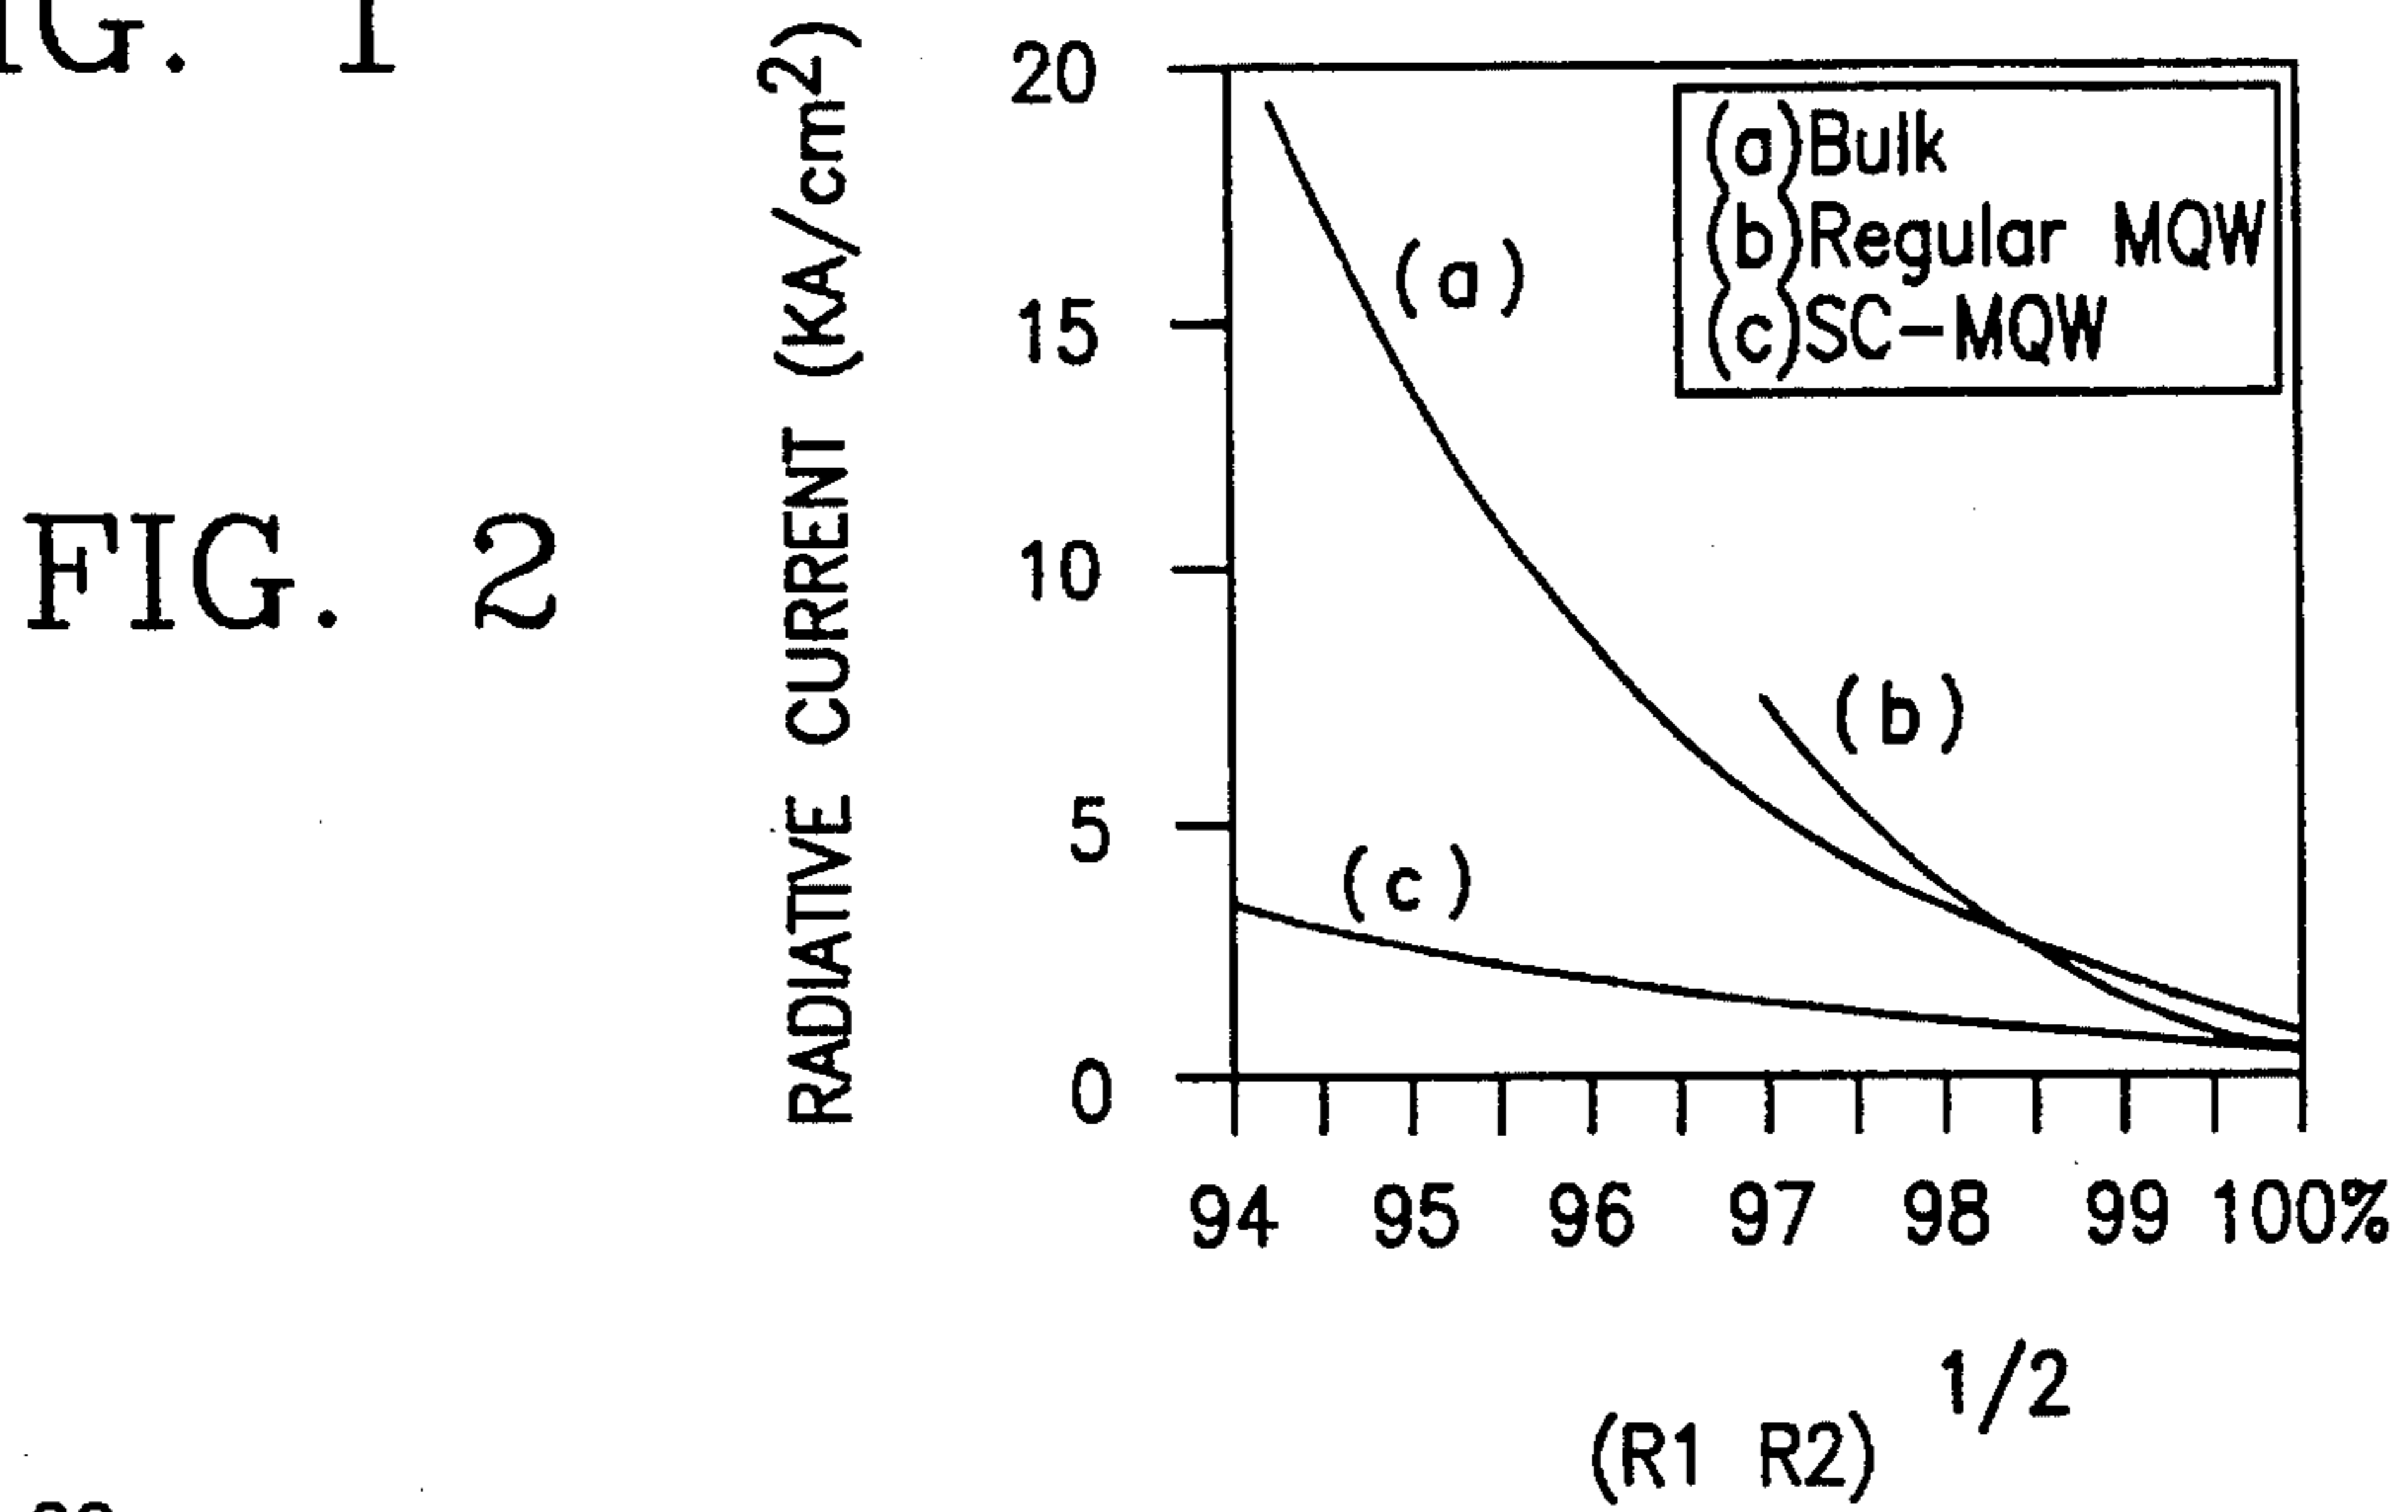 IG. 1
FIG. 2
RADIATIVE CURRENT (KA/cm2)
20
15
10
5
0
(a)Bulk
(b)Regular MQW
(c)SC-MQW
(a)
(b)
(c)
94 95 96 97 98 99 100%
(R1 R2) 1/2